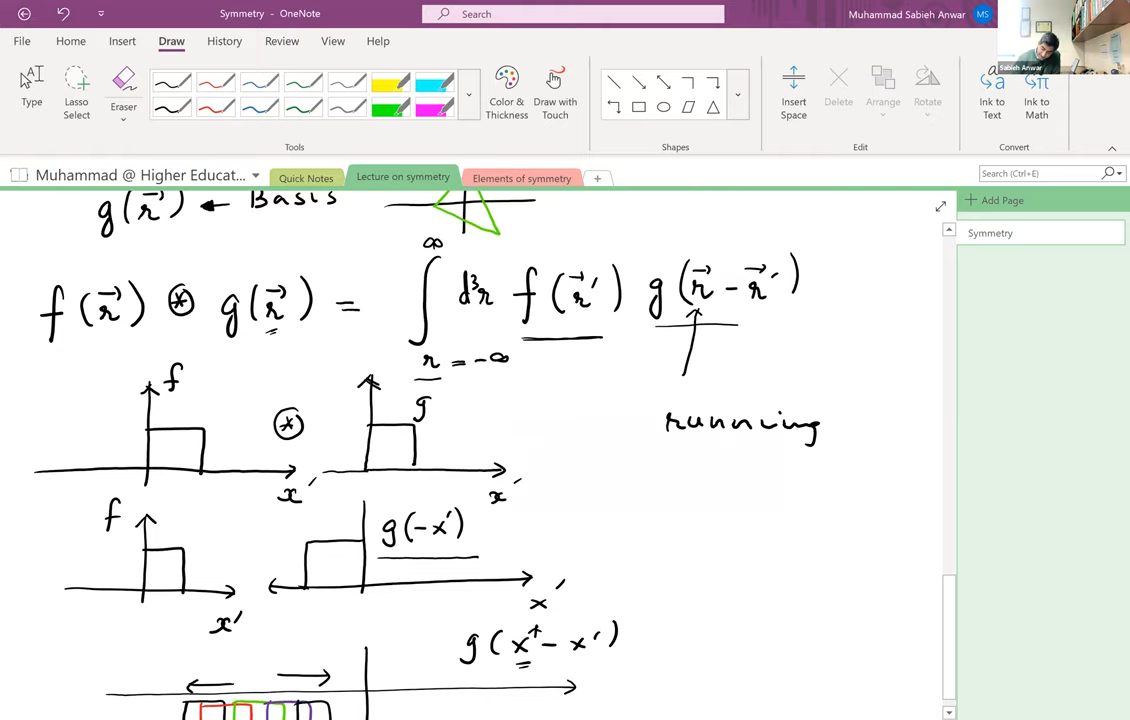 Symmetry - OneNote
Search
Muhammad Sabieh Anwar
MS
File Home Insert Draw History Review View Help
Sabieh Anwar
Type
Lasso Select
Eraser
Color & Thickness
Draw with Touch
Insert Space
Delete
Arrange
Rotate
Ink to Text
Ink to Math
Tools
Shapes
Edit
Convert
Muhammad @ Higher Educat...
Quick Notes
Lecture on symmetry
Elements of symmetry
Search (Ctrl+E)
Add Page
Symmetry
g(r⃗) ← Basis
f(r⃗) ⊛ g(r⃗) = ∫ d³r f(r⃗′) g(r⃗ − r⃗′)
∞
r = −∞
f
⊛
g
running
x′
x′
f
g(−x′)
x′
x′
g(x − x′)